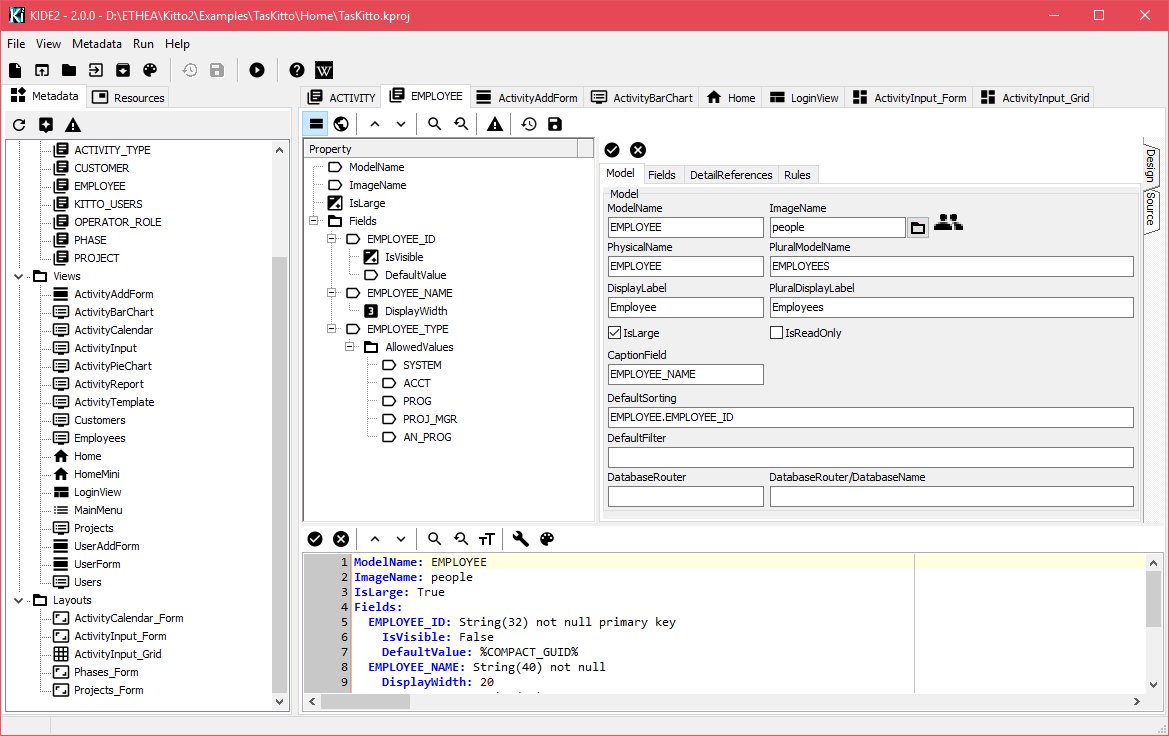 KIDE2 - 2.0.0 - D:\ETHEA\Kitto2\Examples\TasKitto\Home\TasKitto.kproj
File View Metadata Run Help
Metadata Resources
ACTIVITY EMPLOYEE ActivityAddForm ActivityBarChart Home LoginView ActivityInput_Form ActivityInput_Grid
ACTIVITY_TYPE
CUSTOMER
EMPLOYEE
KITTO_USERS
OPERATOR_ROLE
PHASE
PROJECT
Views
ActivityAddForm
ActivityBarChart
ActivityCalendar
ActivityInput
ActivityPieChart
ActivityReport
ActivityTemplate
Customers
Employees
Home
HomeMini
LoginView
MainMenu
Projects
UserAddForm
UserForm
Users
Layouts
ActivityCalendar_Form
ActivityInput_Form
ActivityInput_Grid
Phases_Form
Projects_Form
Property
ModelName
ImageName
IsLarge
Fields
EMPLOYEE_ID
IsVisible
DefaultValue
EMPLOYEE_NAME
3 DisplayWidth
EMPLOYEE_TYPE
AllowedValues
SYSTEM
ACCT
PROG
PROJ_MGR
AN_PROG
Model Fields DetailReferences Rules
Model
ModelName ImageName
EMPLOYEE people
PhysicalName PluralModelName
EMPLOYEE EMPLOYEES
DisplayLabel PluralDisplayLabel
Employee Employees
IsLarge IsReadOnly
CaptionField
EMPLOYEE_NAME
DefaultSorting
EMPLOYEE.EMPLOYEE_ID
DefaultFilter
DatabaseRouter DatabaseRouter/DatabaseName
Design
Source
1 ModelName: EMPLOYEE
2 ImageName: people
3 IsLarge: True
4 Fields:
5 EMPLOYEE_ID: String(32) not null primary key
6 IsVisible: False
7 DefaultValue: %COMPACT_GUID%
8 EMPLOYEE_NAME: String(40) not null
9 DisplayWidth: 20